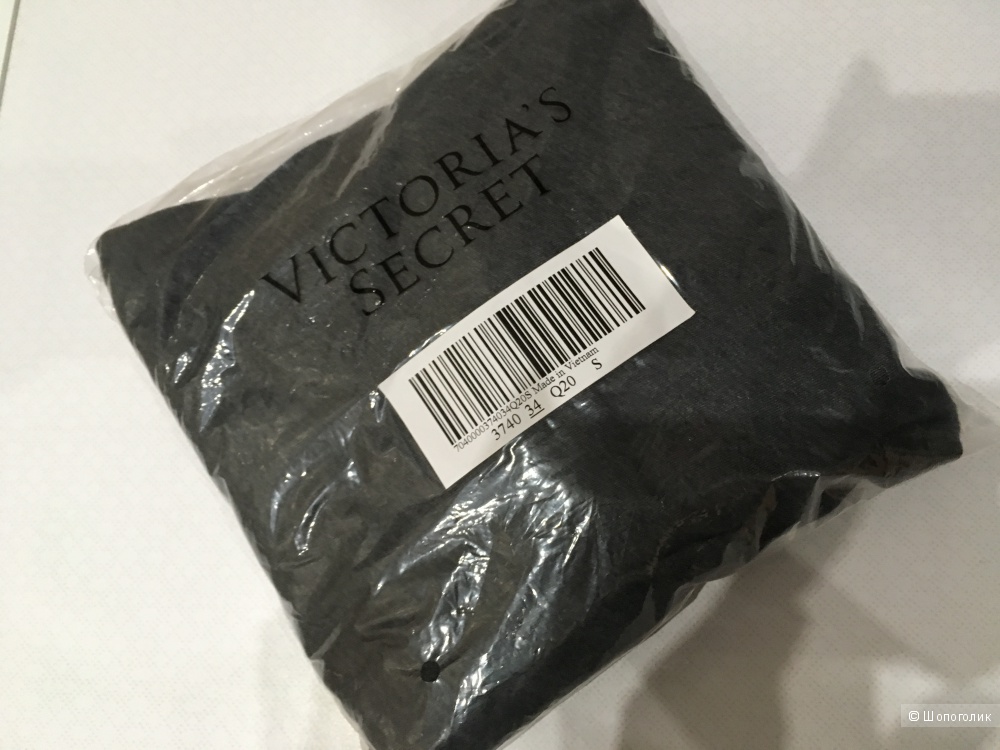 VICTORIA'S
SECRET
7040000374034Q20S Made in Vietnam
3740 34 Q20 S
© Шопоголик